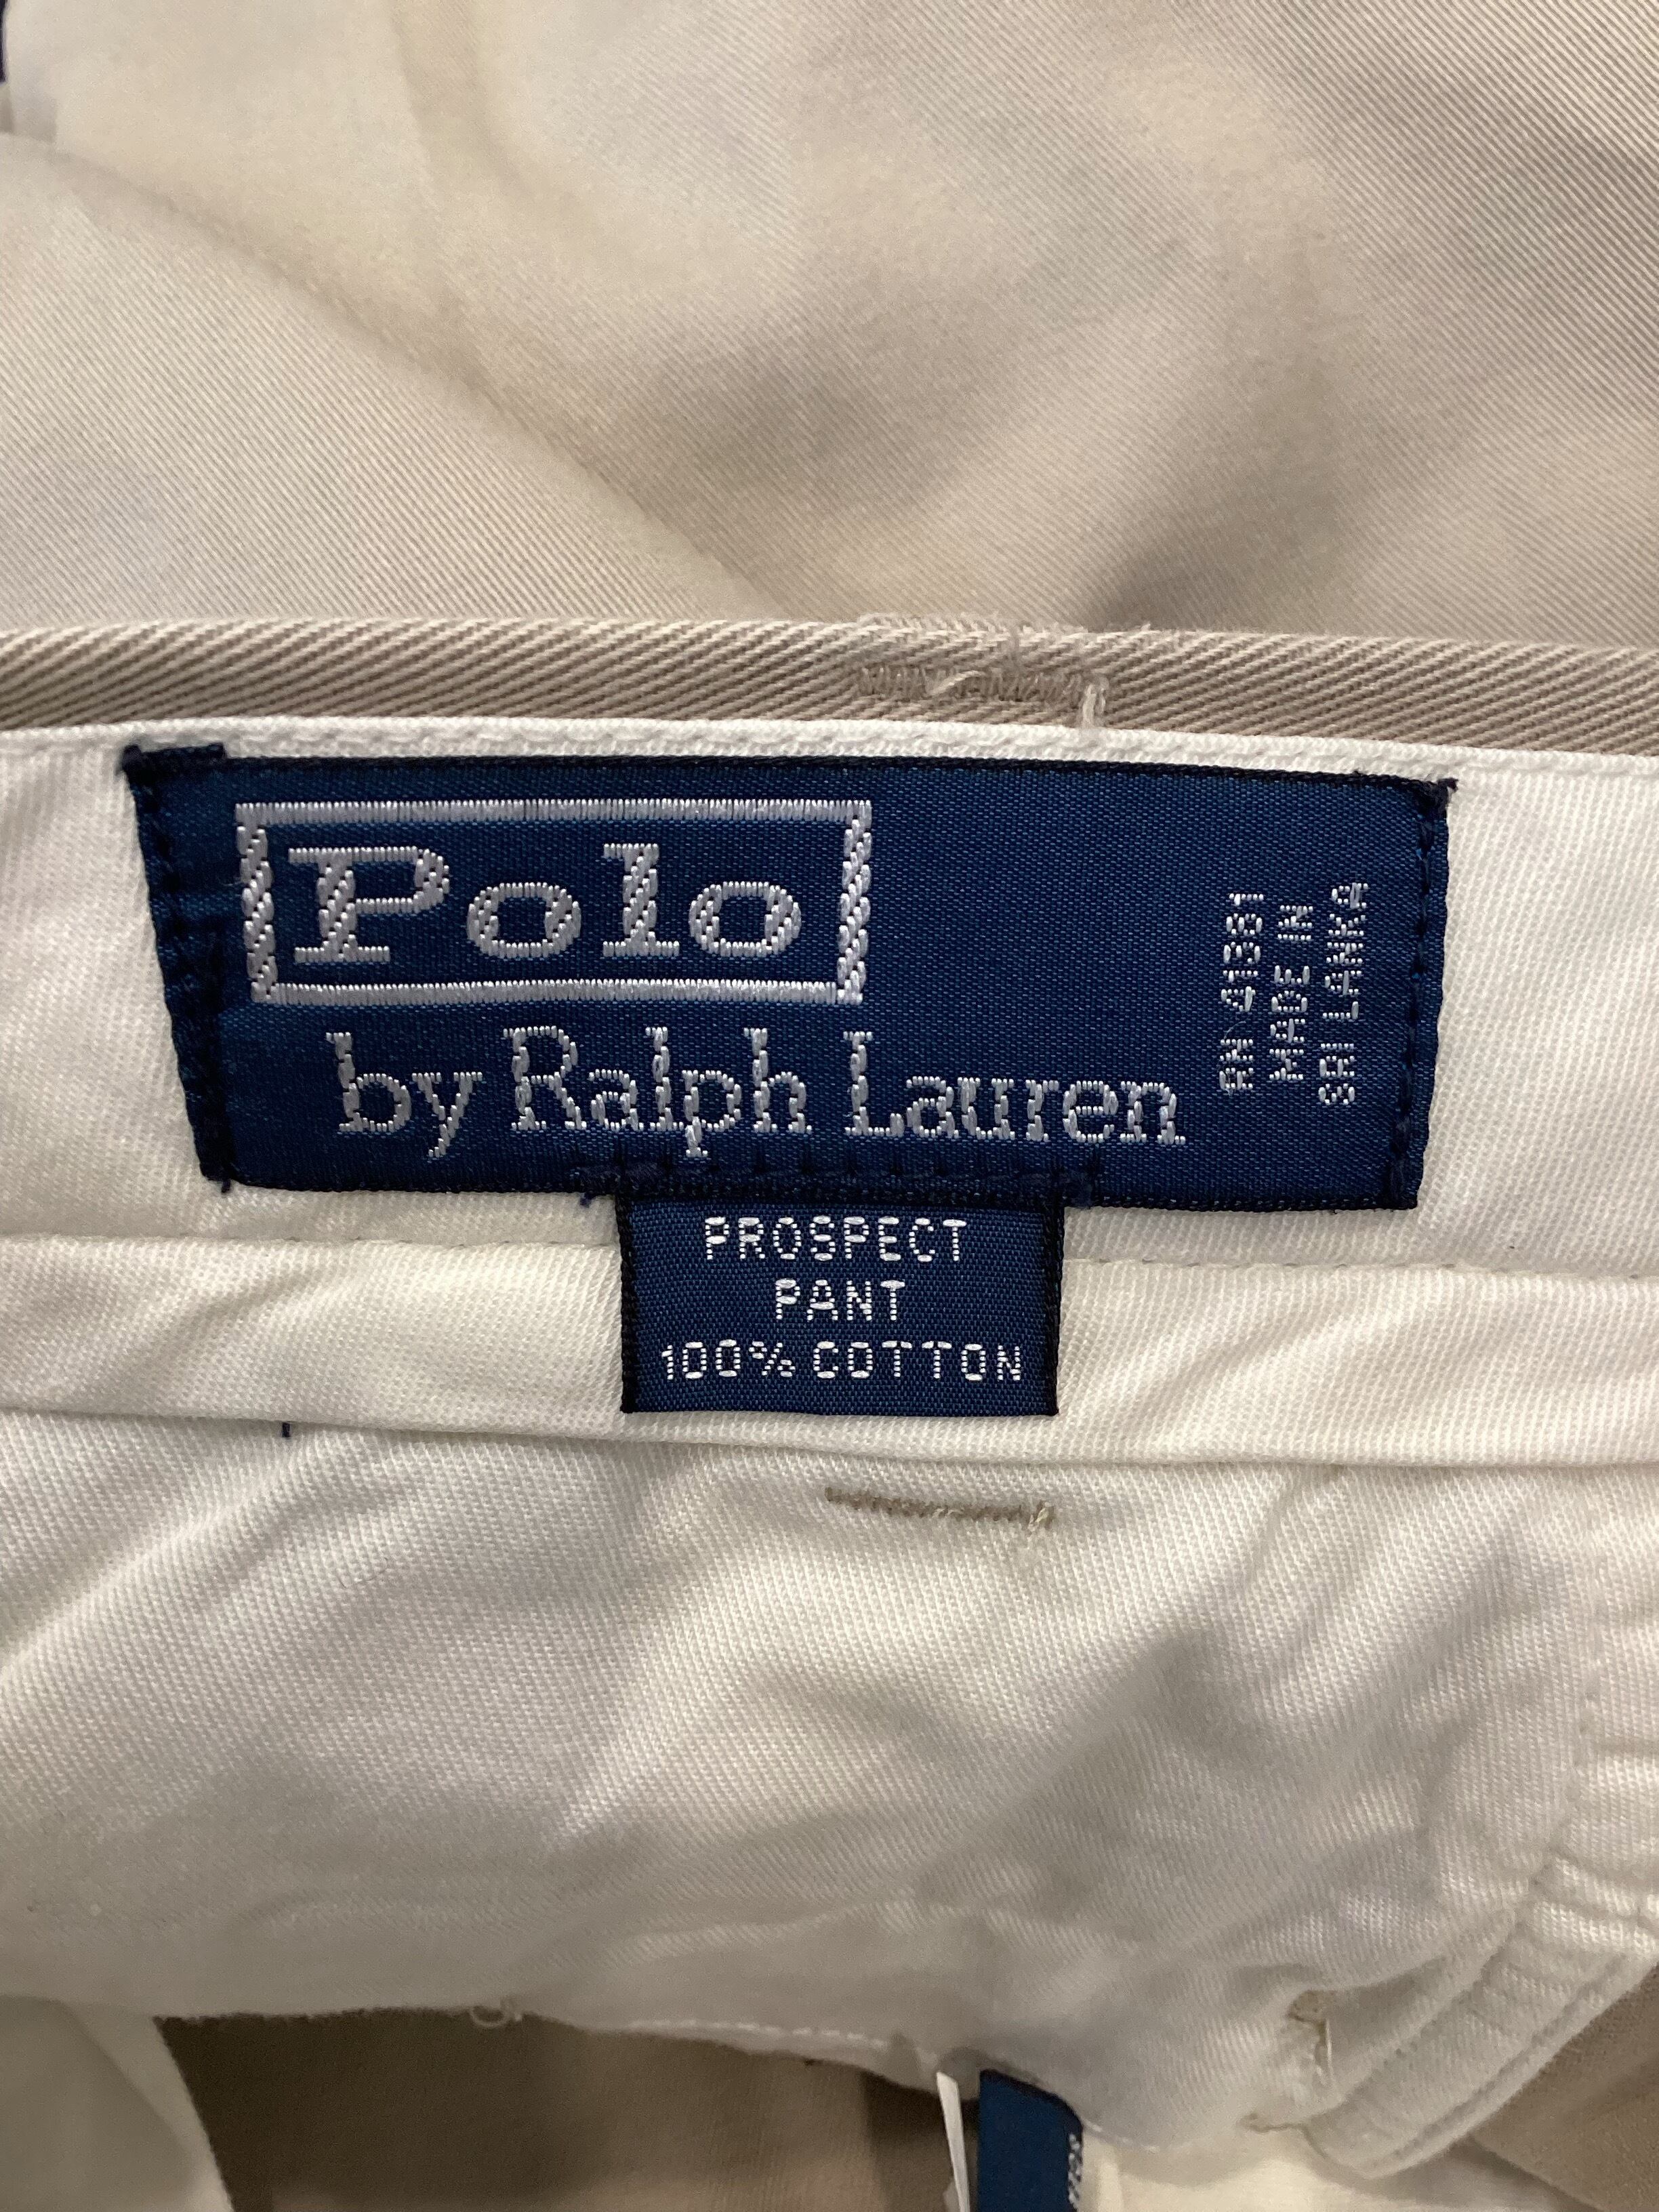 Polo
by Ralph Lauren
RN 41381
MADE IN
SRI LANKA
PROSPECT
PANT
100% COTTON